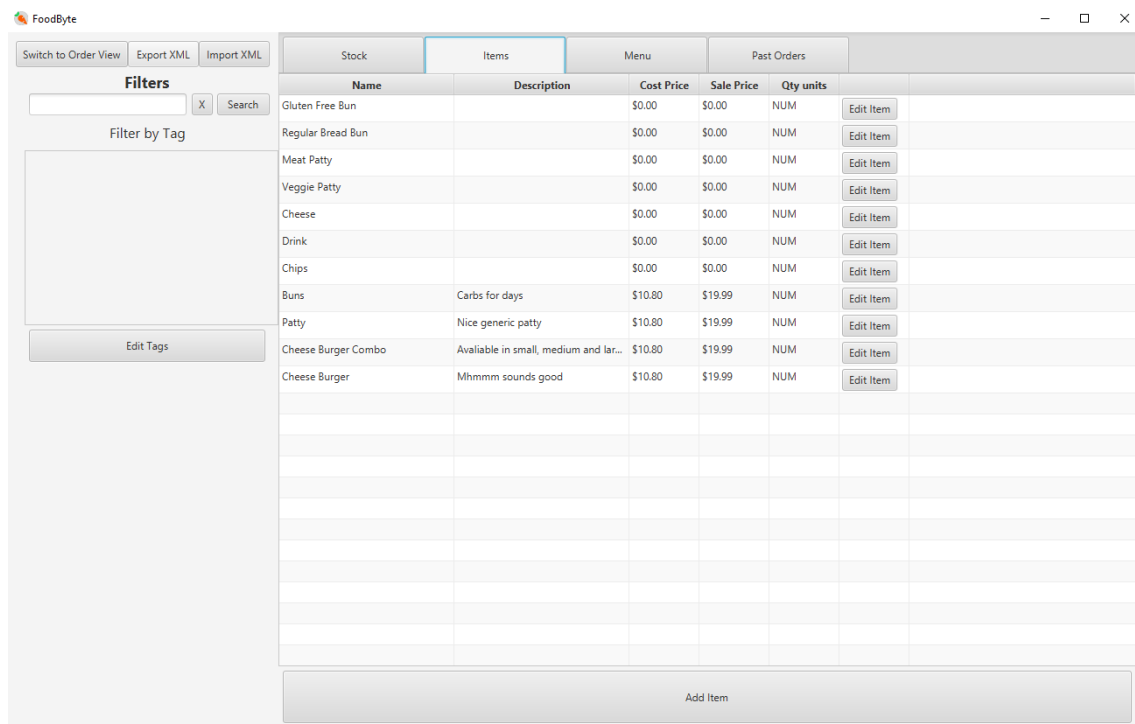 FoodByte
Switch to Order View Export XML Import XML
Filters
X Search
Filter by Tag
Edit Tags
Stock Items Menu Past Orders
Name Description Cost Price Sale Price Qty units
Gluten Free Bun $0.00 $0.00 NUM Edit Item
Regular Bread Bun $0.00 $0.00 NUM Edit Item
Meat Patty $0.00 $0.00 NUM Edit Item
Veggie Patty $0.00 $0.00 NUM Edit Item
Cheese $0.00 $0.00 NUM Edit Item
Drink $0.00 $0.00 NUM Edit Item
Chips $0.00 $0.00 NUM Edit Item
Buns Carbs for days $10.80 $19.99 NUM Edit Item
Patty Nice generic patty $10.80 $19.99 NUM Edit Item
Cheese Burger Combo Avaliable in small, medium and lar... $10.80 $19.99 NUM Edit Item
Cheese Burger Mhmmm sounds good $10.80 $19.99 NUM Edit Item
Add Item